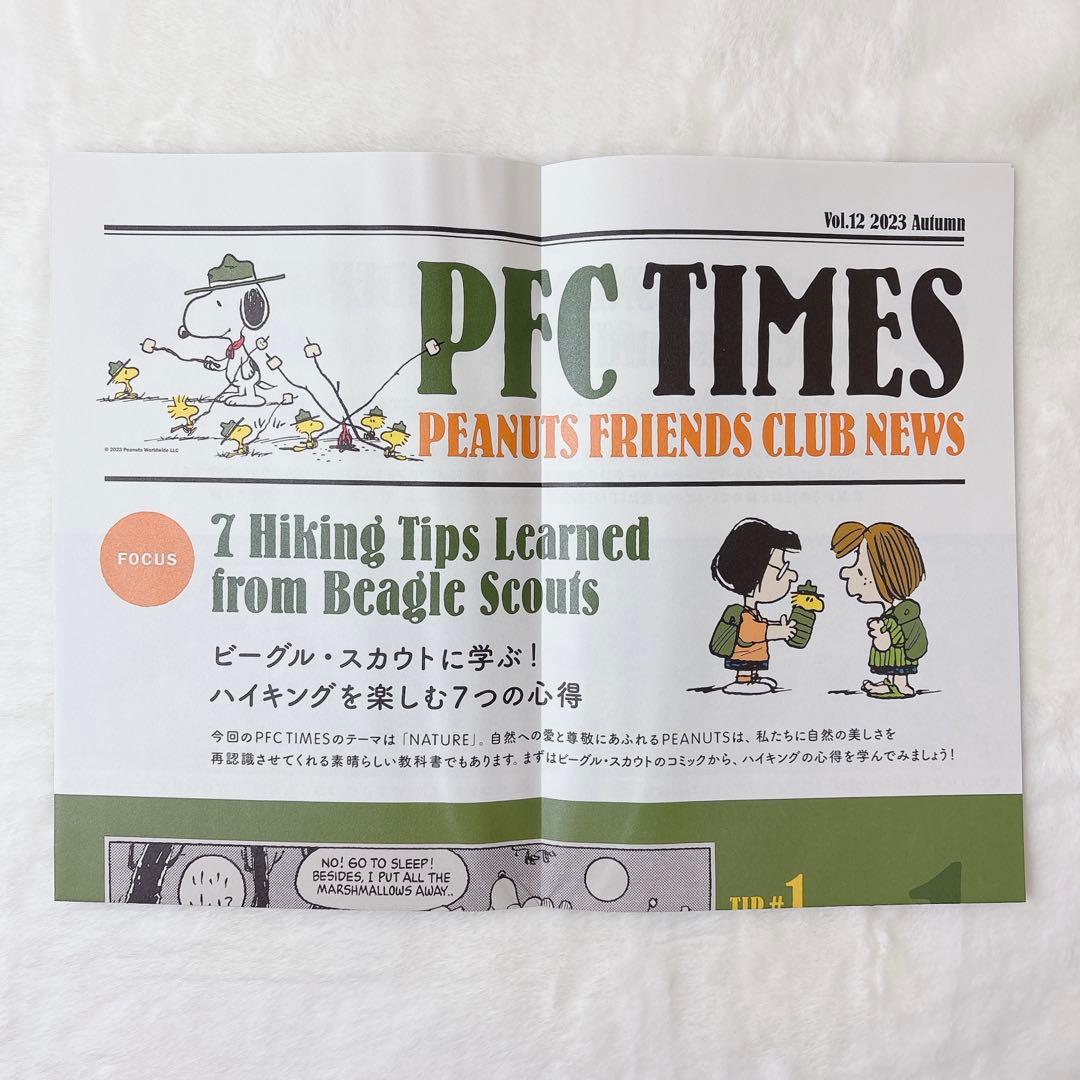 Vol.12 2023 Autumn
PFC TIMES
PEANUTS FRIENDS CLUB NEWS
© 2023 Peanuts Worldwide LLC
FOCUS
7 Hiking Tips Learned
from Beagle Scouts
ビーグル・スカウトに学ぶ!
ハイキングを楽しむ7つの心得
今回のPFC TIMESのテーマは「NATURE」。自然への愛と尊敬にあふれるPEANUTSは、私たちに自然の美しさを
再認識させてくれる素晴らしい教科書でもあります。まずはビーグル・スカウトのコミックから、ハイキングの心得を学んでみましょう!
NO! GO TO SLEEP!
BESIDES, I PUT ALL THE
MARSHMALLOWS AWAY..
TIP #1
1